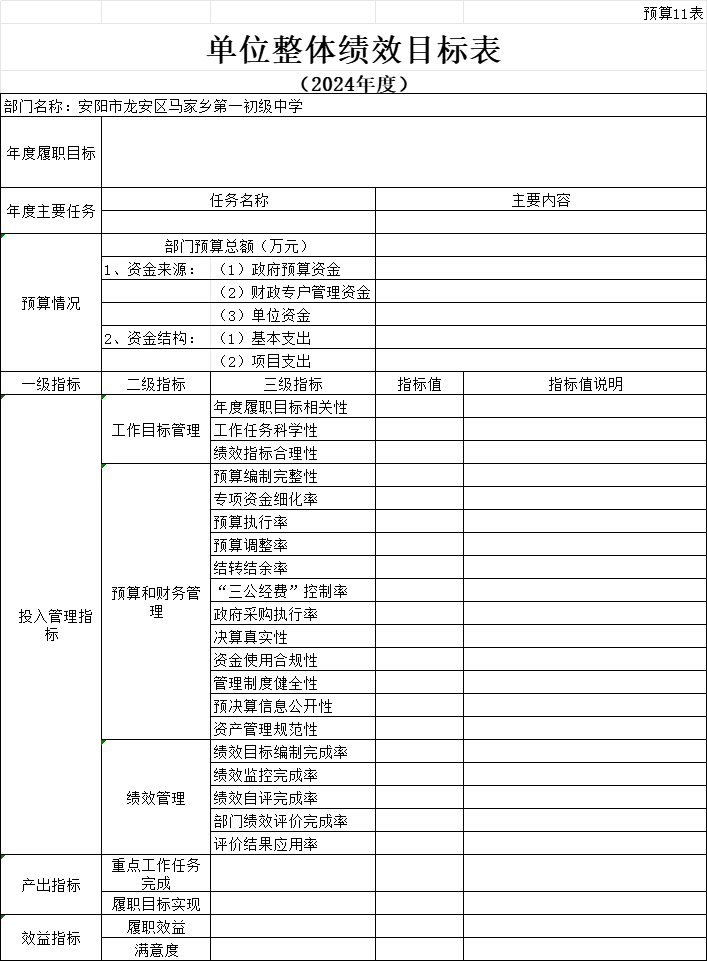 预算11表
单位整体绩效目标表
（2024年度）
部门名称：安阳市龙安区马家乡第一初级中学
年度履职目标
年度主要任务
任务名称
主要内容
预算情况
部门预算总额（万元）
1、资金来源：
（1）政府预算资金
（2）财政专户管理资金
（3）单位资金
2、资金结构：
（1）基本支出
（2）项目支出
一级指标
二级指标
三级指标
指标值
指标值说明
投入管理指
标
工作目标管理
年度履职目标相关性
工作任务科学性
绩效指标合理性
预算和财务管
理
预算编制完整性
专项资金细化率
预算执行率
预算调整率
结转结余率
“三公经费”控制率
政府采购执行率
决算真实性
资金使用合规性
管理制度健全性
预决算信息公开性
资产管理规范性
绩效管理
绩效目标编制完成率
绩效监控完成率
绩效自评完成率
部门绩效评价完成率
评价结果应用率
产出指标
重点工作任务
完成
履职目标实现
效益指标
履职效益
满意度